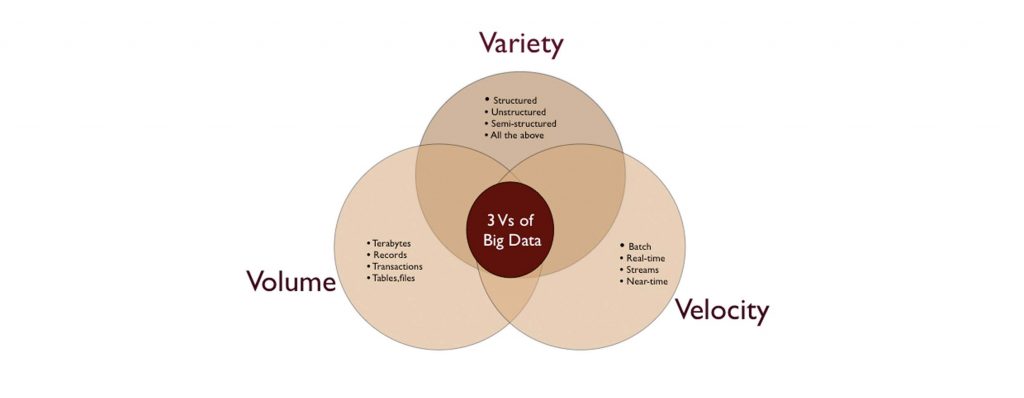 Variety
• Structured
• Unstructured
• Semi-structured
• All the above
3 Vs of
Big Data
• Terabytes
• Records
• Transactions
• Tables,files
Volume
• Batch
• Real-time
• Streams
• Near-time
Velocity